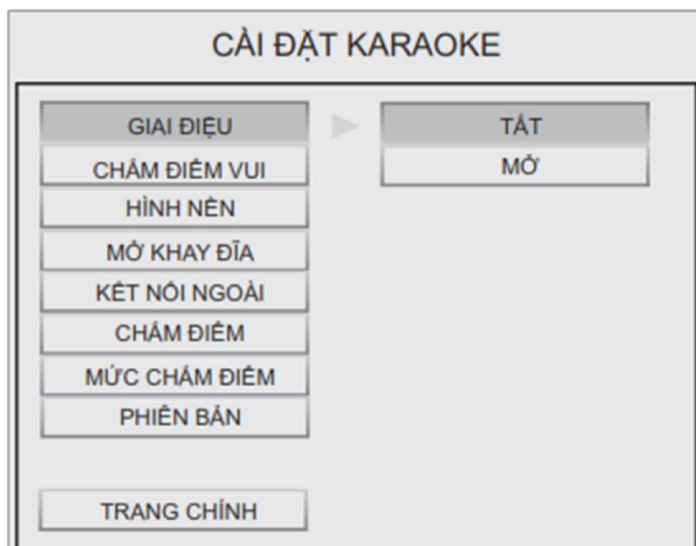 CÀI ĐẶT KARAOKE
GIAI ĐIỆU
TẮT
CHẤM ĐIỂM VUI
MỞ
HÌNH NỀN
MỞ KHAY ĐĨA
KẾT NỐI NGOÀI
CHẤM ĐIỂM
MỨC CHẤM ĐIỂM
PHIÊN BẢN
TRANG CHÍNH